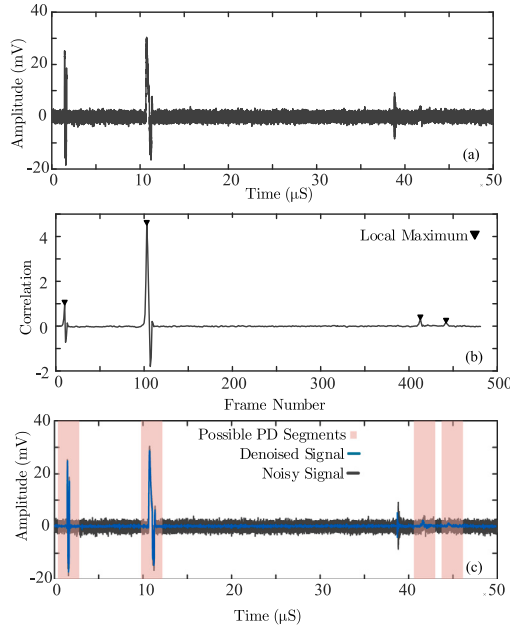 40
20
0
-20
Amplitude (mV)
(a)
0 10 20 30 40 .50
Time (μS)
4
2
0
-2
Correlation
Local Maximum
(b)
0 100 200 300 400 500
Frame Number
40
20
0
-20
Amplitude (mV)
Possible PD Segments
Denoised Signal
Noisy Signal
(c)
0 10 20 30 40 50
Time (μS)